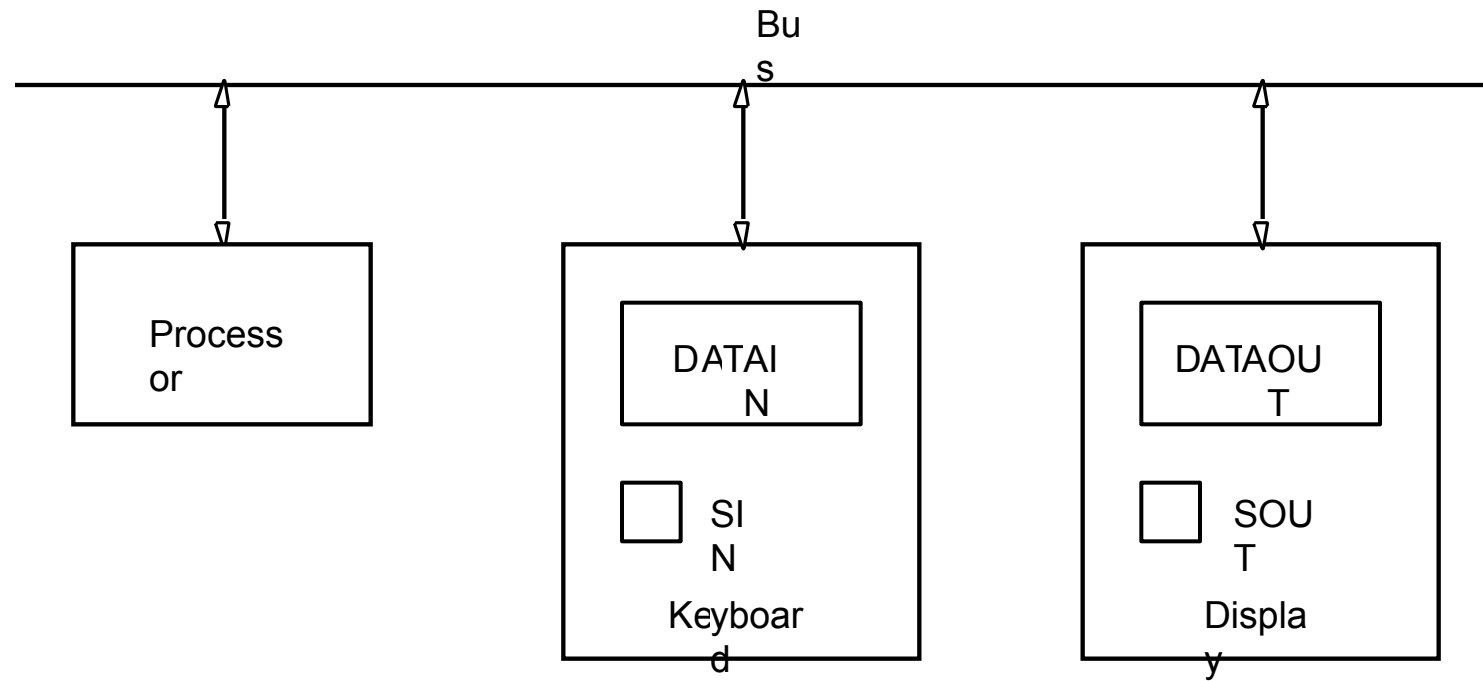 Bu
s
Process
or
DATAI
N
SI
N
Keyboar
d
DATAOU
T
SOU
T
Displa
y